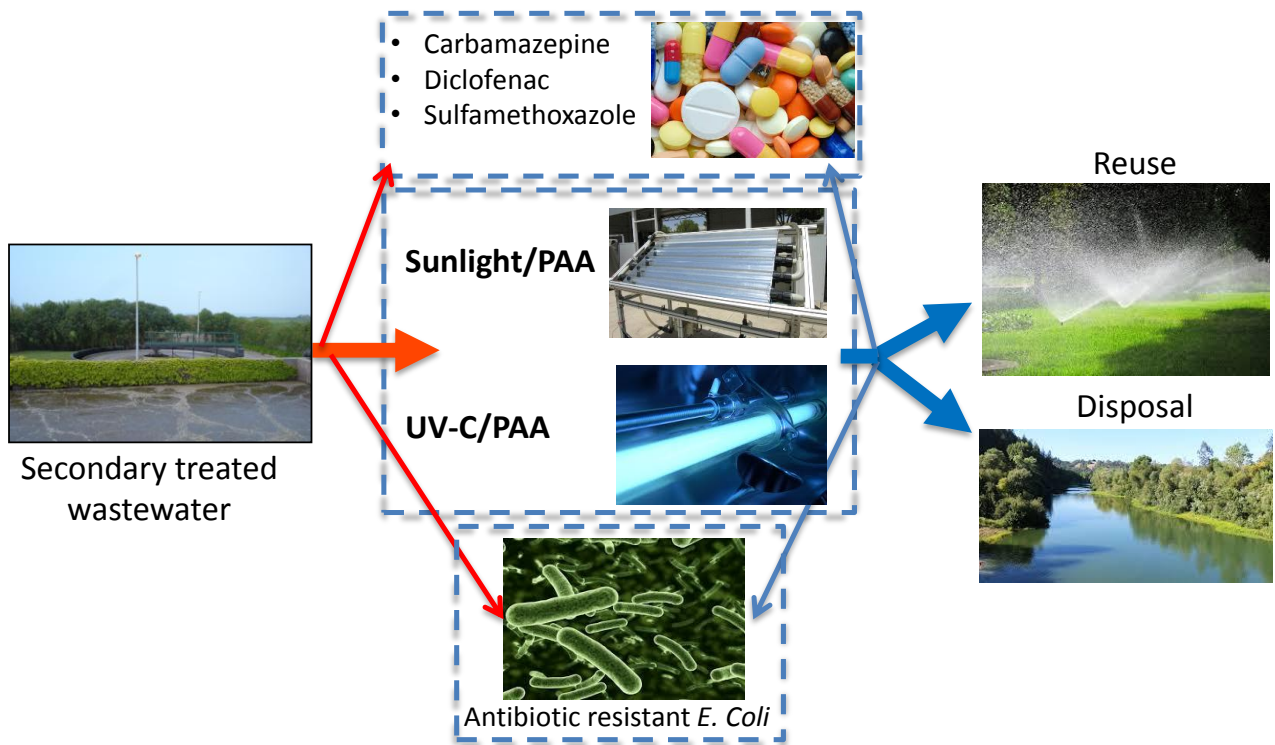 • Carbamazepine
• Diclofenac
• Sulfamethoxazole
Sunlight/PAA
UV-C/PAA
Secondary treated
wastewater
Antibiotic resistant E. Coli
Reuse
Disposal